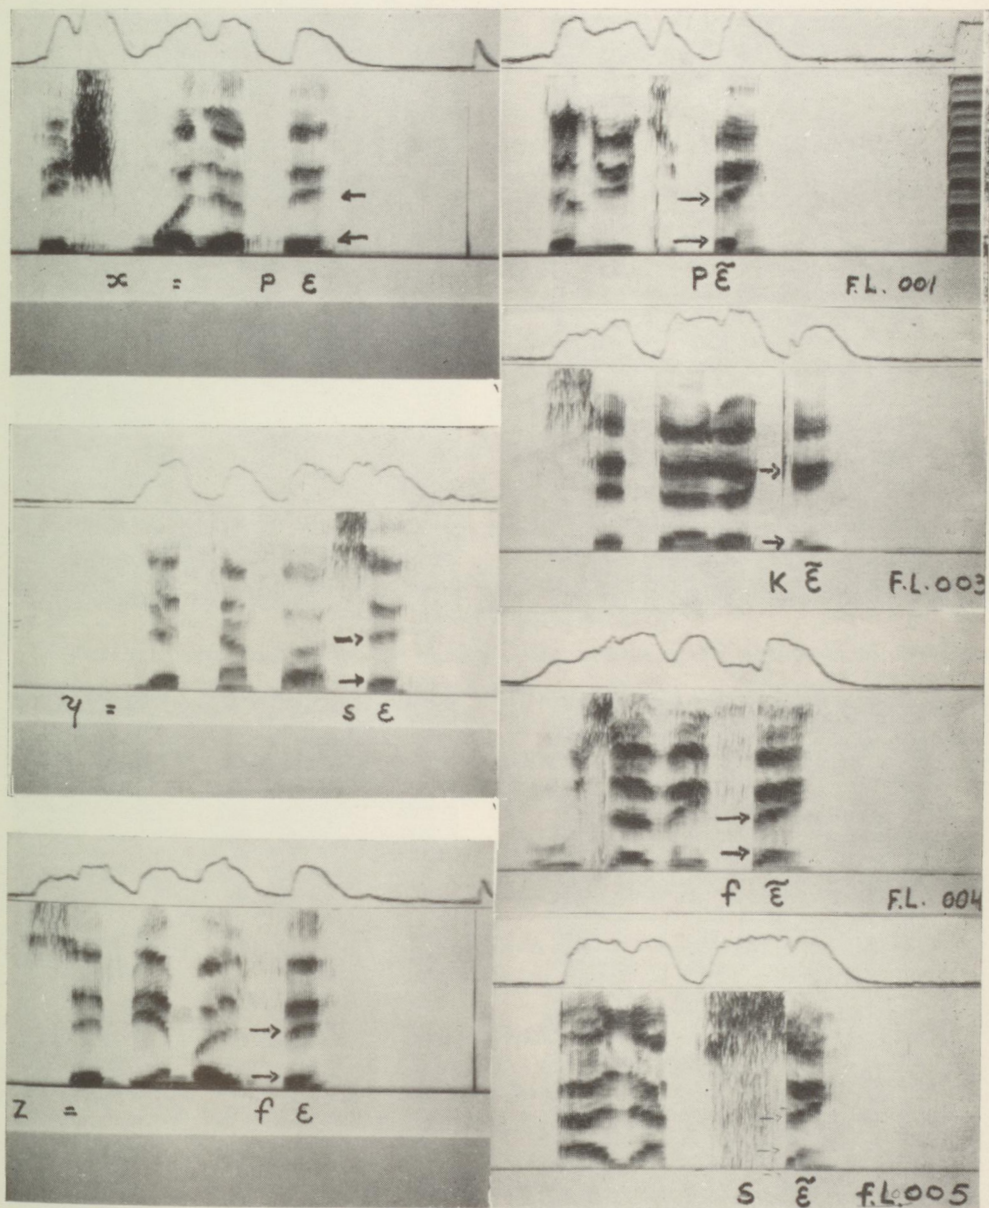 x = p ɛ
y = s ɛ
z = f ɛ
P ɛ̃ F.L. 001
K ɛ̃ F.L. 003
f ɛ̃ F.L. 004
S ɛ̃ f.L.005